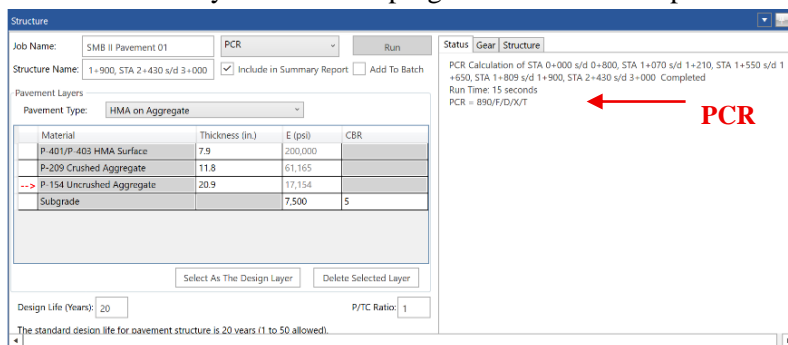 Structure
Job Name: SMB II Pavement 01 PCR Run
Structure Name: 1+900, STA 2+430 s/d 3+000 Include in Summary Report Add To Batch
Pavement Layers
Pavement Type: HMA on Aggregate
Material Thickness (in.) E (psi) CBR
P-401/P-403 HMA Surface 7.9 200,000
P-209 Crushed Aggregate 11.8 61,165
--> P-154 Uncrushed Aggregate 20.9 17,154
Subgrade 7,500 5
Select As The Design Layer Delete Selected Layer
Design Life (Years): 20 P/TC Ratio: 1
The standard design life for pavement structure is 20 years (1 to 50 allowed).
Status Gear Structure
PCR Calculation of STA 0+000 s/d 0+800, STA 1+070 s/d 1+210, STA 1+550 s/d 1
+650, STA 1+809 s/d 1+900, STA 2+430 s/d 3+000 Completed
Run Time: 15 seconds
PCR = 890/F/D/X/T
PCR